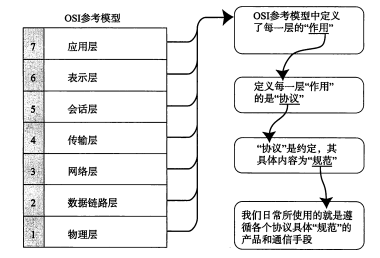 OSI参考模型
7 应用层
6 表示层
5 会话层
4 传输层
3 网络层
2 数据链路层
1 物理层
OSI参考模型中定义
了每一层的“作用”
定义每一层“作用”
的是“协议”
“协议”是约定，其
具体内容为“规范”
我们日常所使用的就是遵
循各个协议具体“规范”的
产品和通信手段